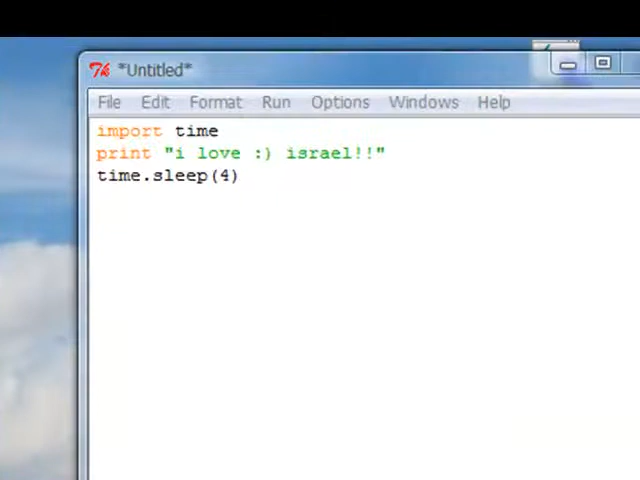 *Untitled*
File Edit Format Run Options Windows Help
import time
print "i love :) israel!!"
time.sleep(4)